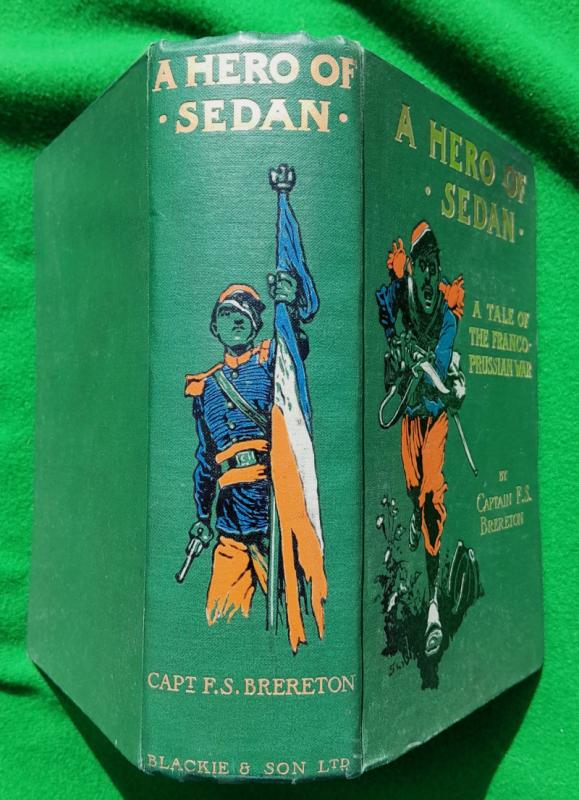 A HERO OF
· SEDAN ·
CAPT F. S. BRERETON
BLACKIE & SON LTD
A HERO OF
· SEDAN ·
A TALE OF
THE FRANCO-
PRUSSIAN WAR
BY
CAPTAIN F. S.
BRERETON